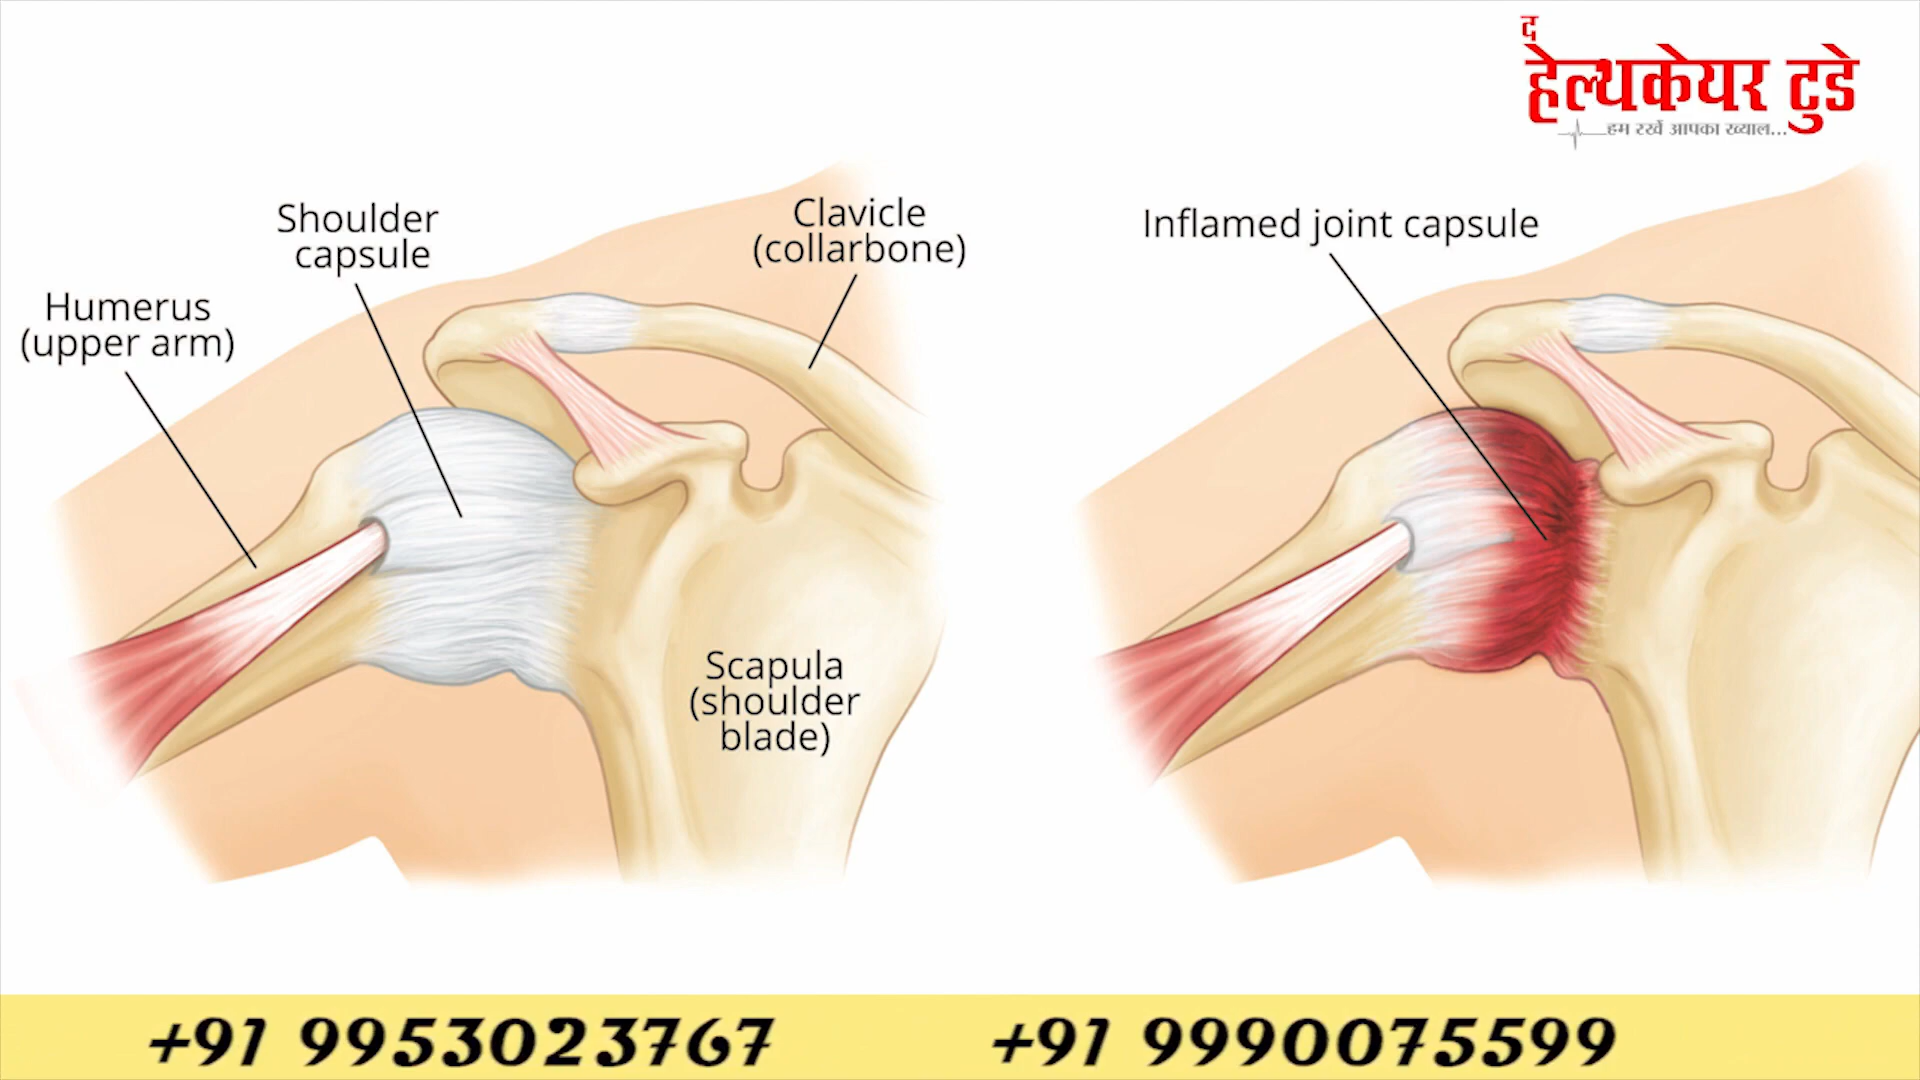 द
हेल्थकेयर टुडे
हम रखें आपका ख्याल...
Shoulder
capsule
Clavicle
(collarbone)
Humerus
(upper arm)
Scapula
(shoulder
blade)
Inflamed joint capsule
+91 9953023767
+91 9990075599